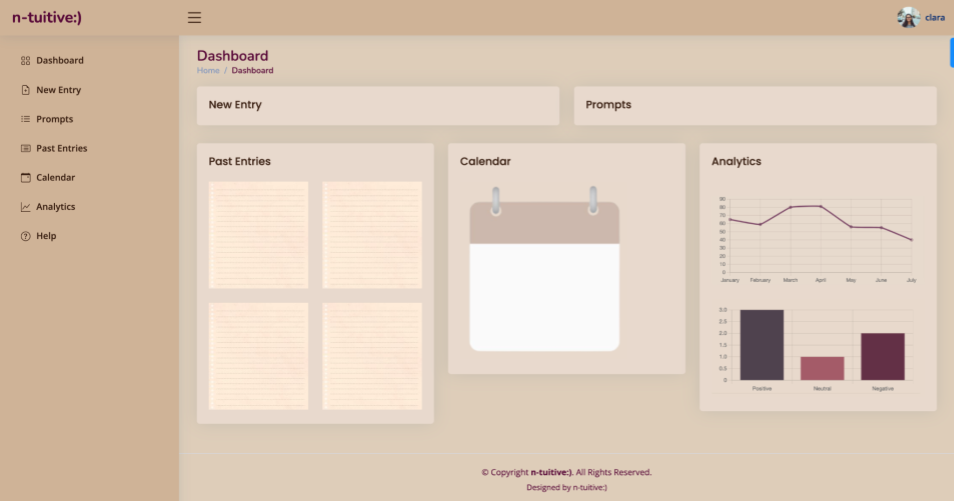 n-tuitive:)
clara
Dashboard
New Entry
Prompts
Past Entries
Calendar
Analytics
Help
Dashboard
Home / Dashboard
New Entry
Prompts
Past Entries
Calendar
Analytics
90
80
70
60
50
40
30
20
10
0
January February March April May June July
3.0
2.5
2.0
1.5
1.0
0.5
0
Positive Neutral Negative
© Copyright n-tuitive:). All Rights Reserved.
Designed by n-tuitive:)